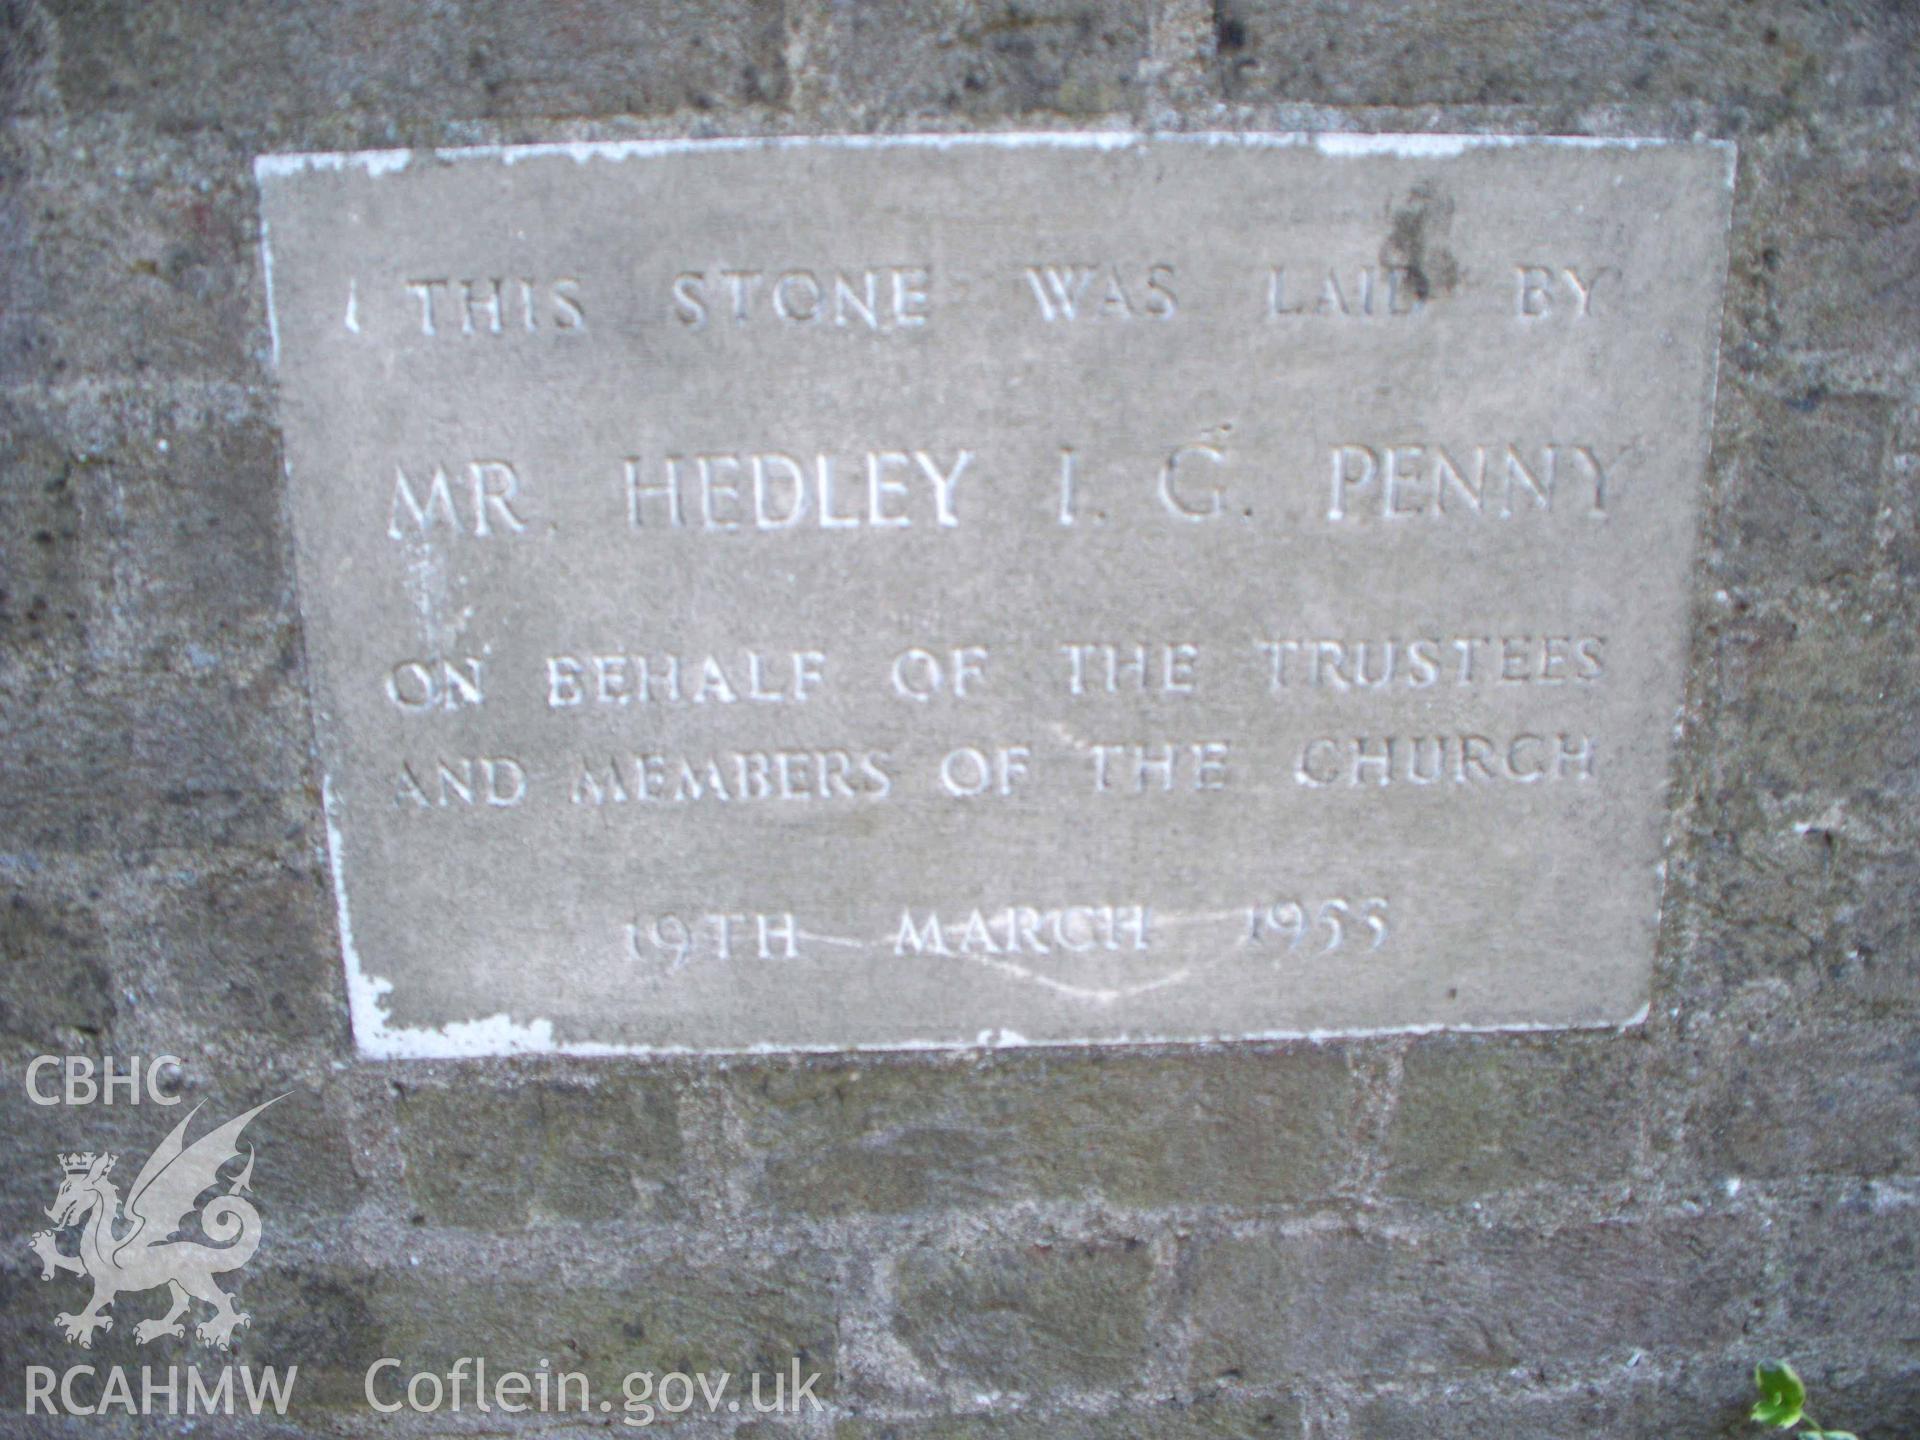 THIS STONE WAS LAID BY
MR. HEDLEY I. G. PENNY
ON BEHALF OF THE TRUSTEES
AND MEMBERS OF THE CHURCH
19TH MARCH 1955
CBHC
RCAHMW
Coflein.gov.uk